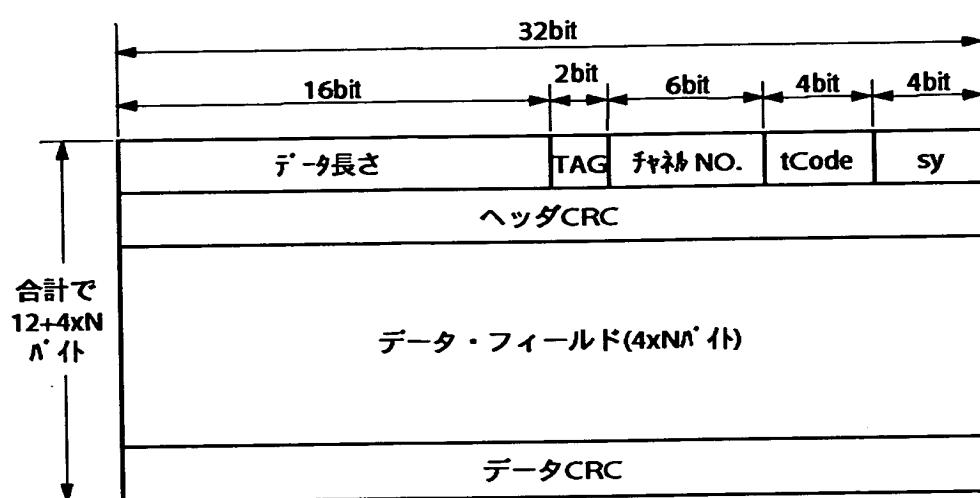 32bit
16bit
2bit
6bit
4bit
4bit
ﾃﾞｰﾀ長さ
TAG
ﾁｬﾈﾙ NO.
tCode
sy
ヘッダCRC
合計で
12+4xN
ﾊﾞｲﾄ
データ・フィールド(4xNﾊﾞｲﾄ)
データCRC